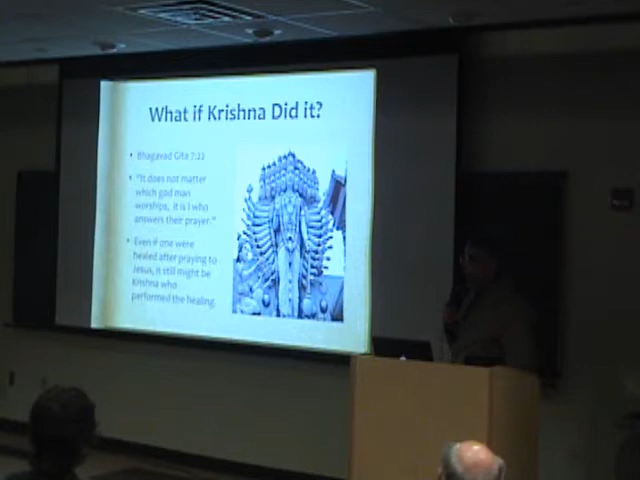 What if Krishna Did it?
• Bhagavad Gita 7:22
• "It does not matter
which god man
worships, it is I who
answers their prayer."
• Even if one were
healed after praying to
Jesus, it still might be
Krishna who
performed the healing.